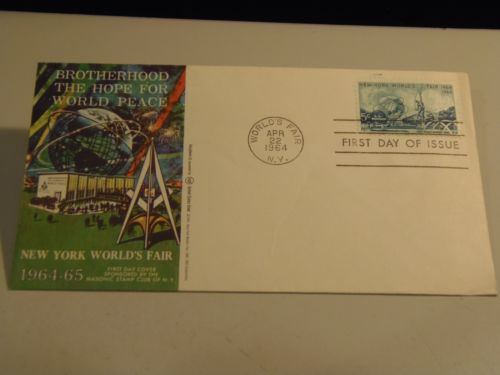 BROTHERHOOD
THE HOPE FOR
WORLD PEACE
NEW YORK WORLD'S FAIR
1964-65
FIRST DAY COVER
SPONSORED BY THE
MASONIC STAMP CLUB OF N.Y.
WORLD'S FAIR
APR
22
1964
N.Y.
NEW YORK WORLD'S FAIR 1964
FIRST DAY OF ISSUE